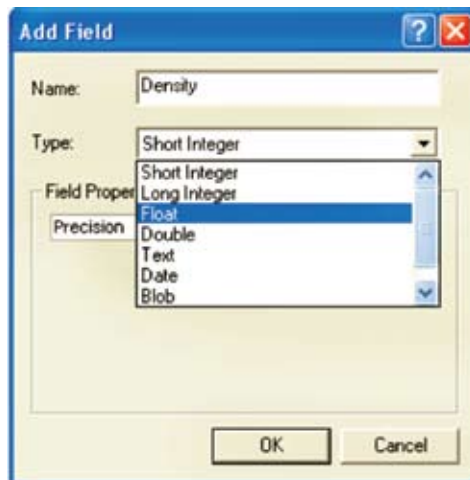 Add Field
Name: Density
Type: Short Integer
Short Integer
Long Integer
Float
Double
Text
Date
Blob
Field Proper
Precision
OK Cancel